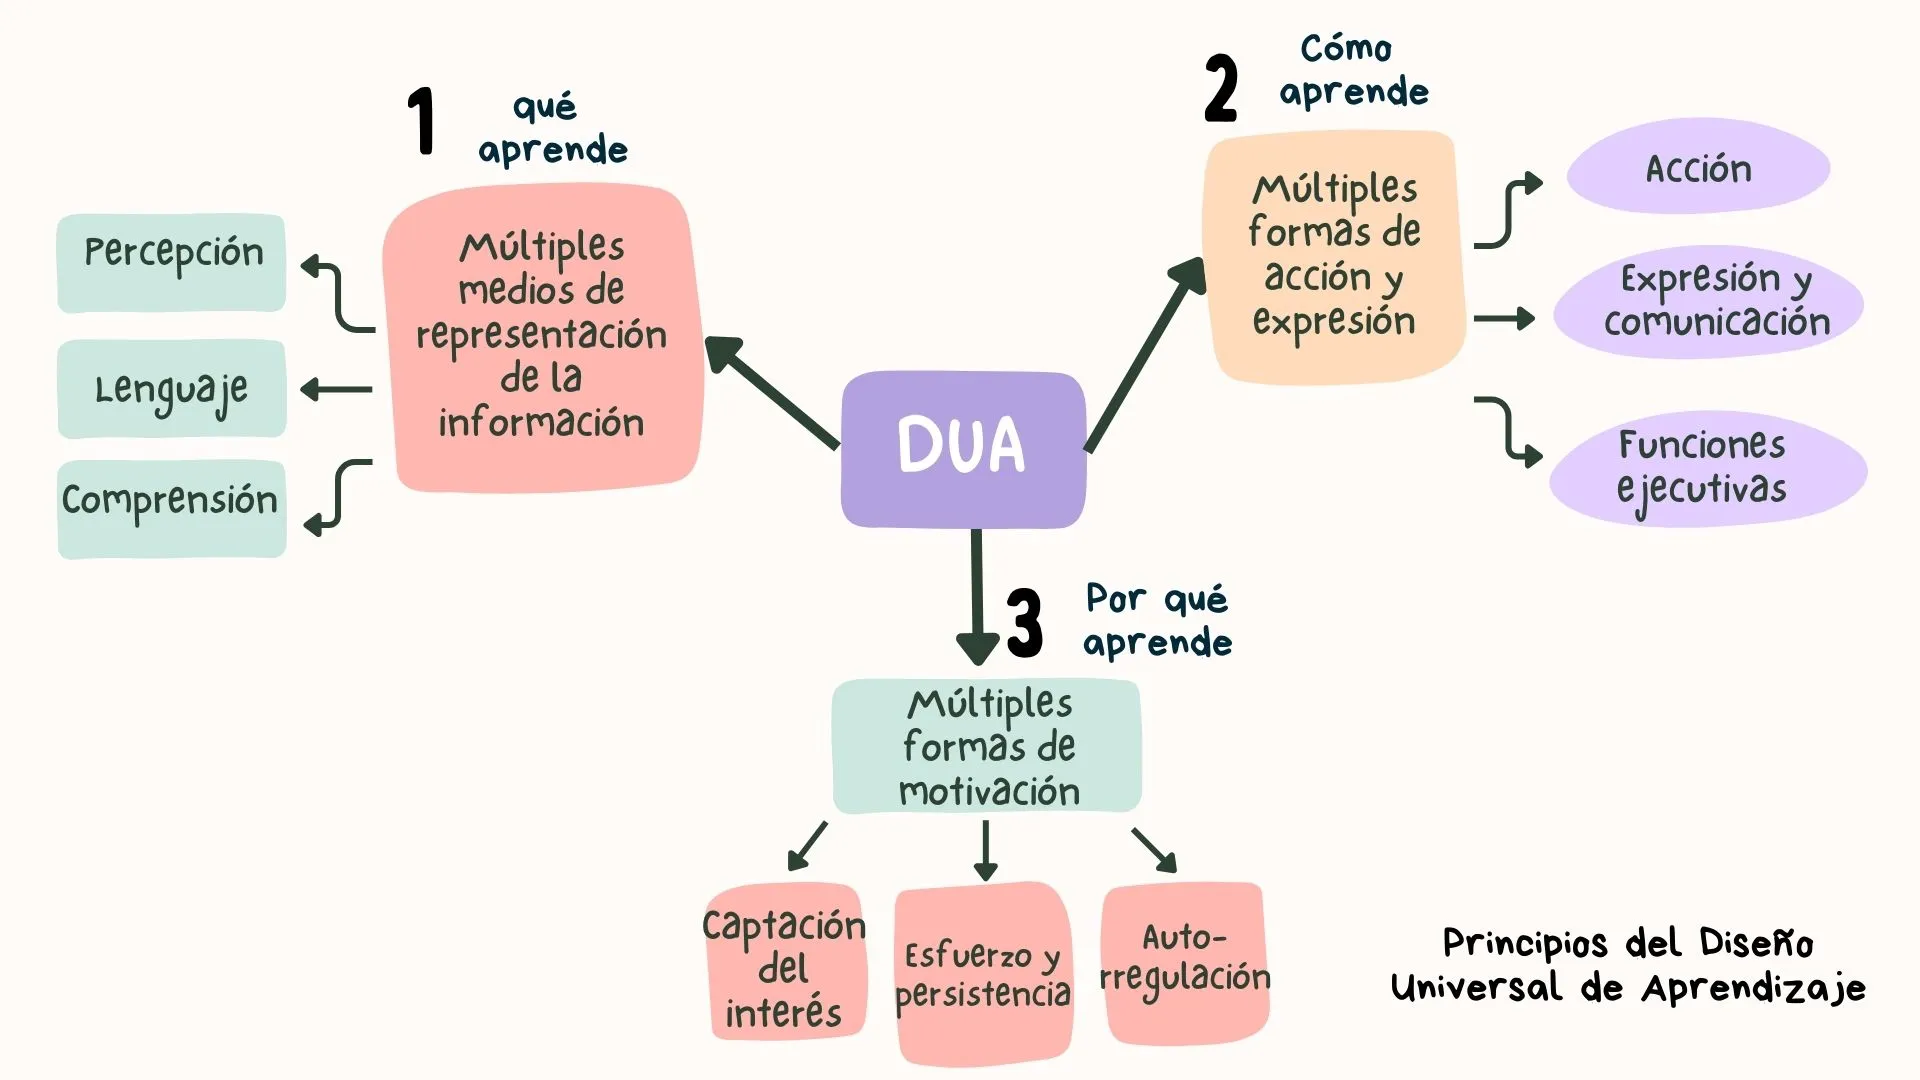 1
qué
aprende
Múltiples
medios de
representación
de la
información
Percepción
Lenguaje
Comprensión
DUA
2
Cómo
aprende
Múltiples
formas de
acción y
expresión
Acción
Expresión y
comunicación
Funciones
ejecutivas
3
Por qué
aprende
Múltiples
formas de
motivación
Captación
del
interés
Esfuerzo y
persistencia
Auto-
rregulación
Principios del Diseño
Universal de Aprendizaje